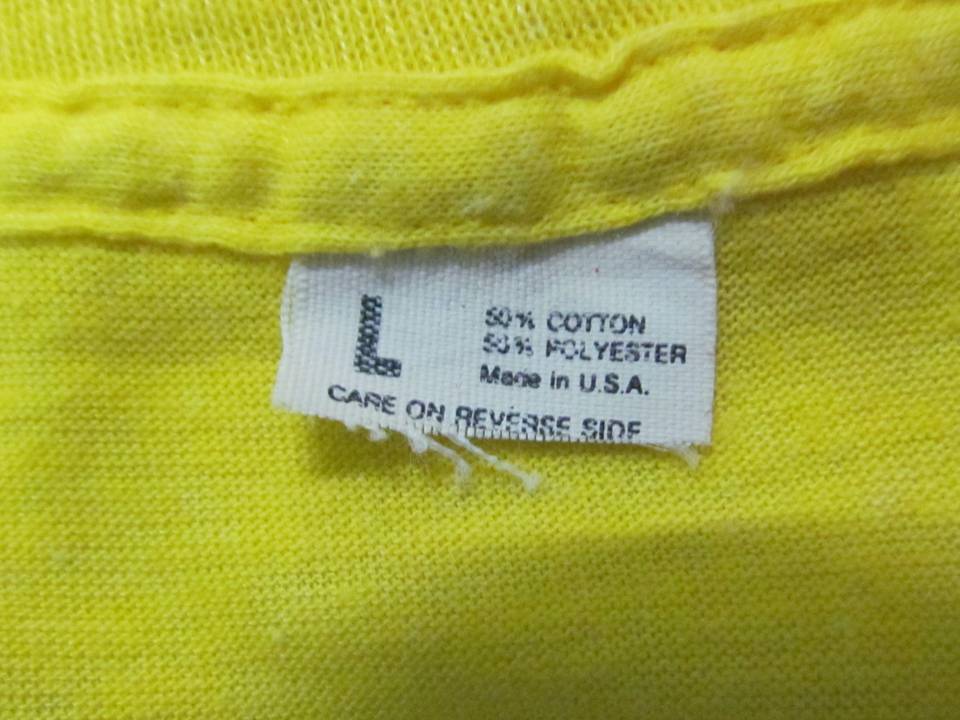 L
50% COTTON
50% POLYESTER
Made in U.S.A.
CARE ON REVERSE SIDE